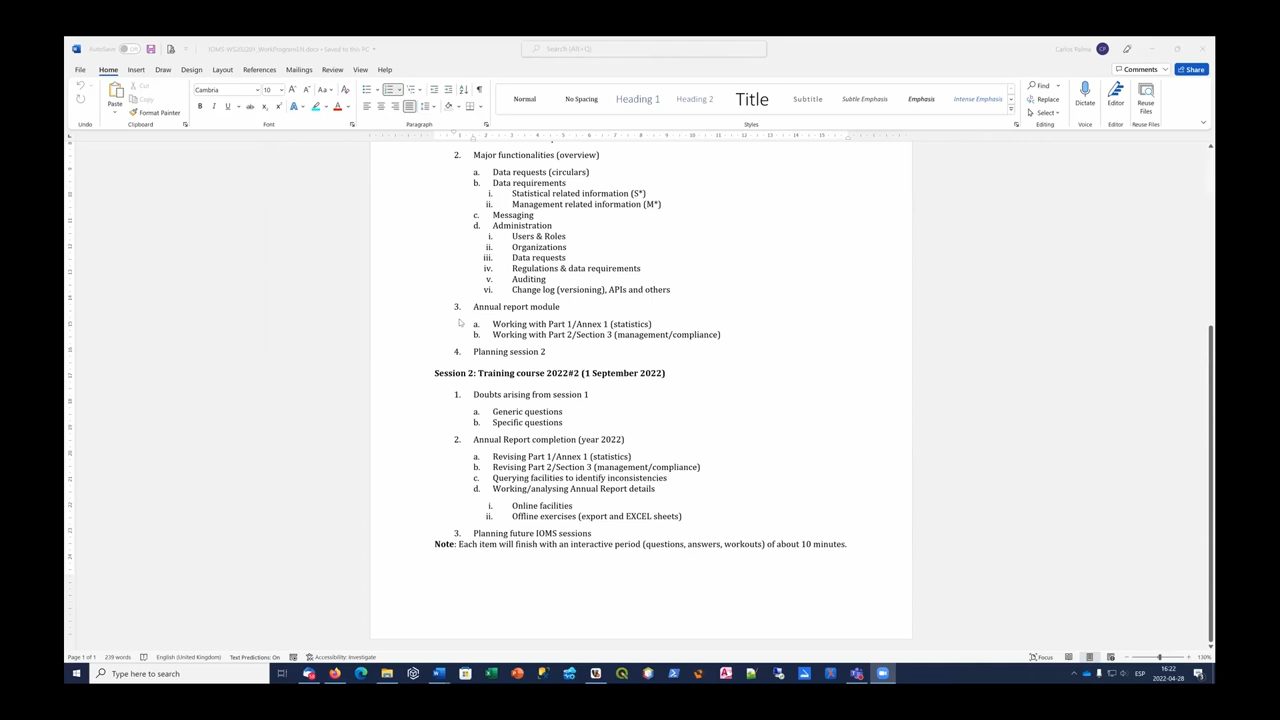 AutoSave Off IOMS-WS202201_WorkProgramEN.docx • Saved to this PC Search (Alt+Q) Carlos Palma CP
File Home Insert Draw Design Layout References Mailings Review View Help Comments Share
Paste Cut Copy Format Painter Cambria 10 Normal No Spacing Heading 1 Heading 2 Title Subtitle Subtle Emphasis Emphasis Intense Emphasis Find Replace Select Dictate Editor Reuse Files
Undo Clipboard Font Paragraph Styles Editing Voice Editor Reuse Files
2. Major functionalities (overview)
a. Data requests (circulars)
b. Data requirements
i. Statistical related information (S*)
ii. Management related information (M*)
c. Messaging
d. Administration
i. Users & Roles
ii. Organizations
iii. Data requests
iv. Regulations & data requirements
v. Auditing
vi. Change log (versioning), APIs and others
3. Annual report module
a. Working with Part 1/Annex 1 (statistics)
b. Working with Part 2/Section 3 (management/compliance)
4. Planning session 2
Session 2: Training course 2022#2 (1 September 2022)
1. Doubts arising from session 1
a. Generic questions
b. Specific questions
2. Annual Report completion (year 2022)
a. Revising Part 1/Annex 1 (statistics)
b. Revising Part 2/Section 3 (management/compliance)
c. Querying facilities to identify inconsistencies
d. Working/analysing Annual Report details
i. Online facilities
ii. Offline exercises (export and EXCEL sheets)
3. Planning future IOMS sessions
Note: Each item will finish with an interactive period (questions, answers, workouts) of about 10 minutes.
Page 1 of 1 239 words English (United Kingdom) Text Predictions: On Accessibility: Investigate Focus 130%
Type here to search ESP 16:22
2022-04-28